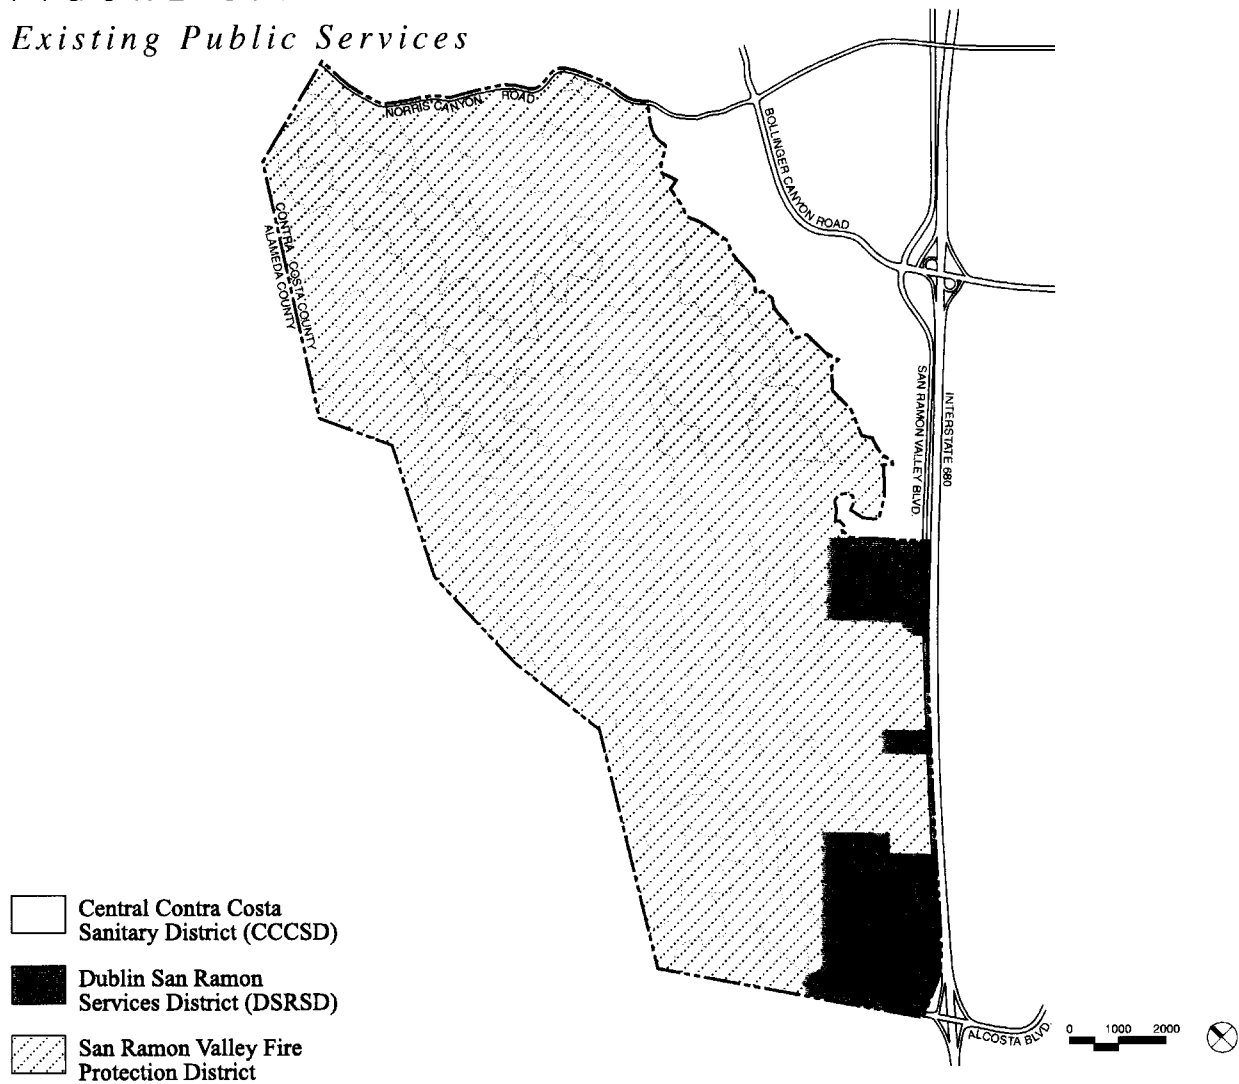 Existing Public Services
NORRIS CANYON ROAD
BOLLINGER CANYON ROAD
CONTRA COSTA COUNTY
ALAMEDA COUNTY
SAN RAMON VALLEY BLVD.
INTERSTATE 680
Central Contra Costa
Sanitary District (CCCSD)
Dublin San Ramon
Services District (DSRSD)
San Ramon Valley Fire
Protection District
ALCOSTA BLVD.
0 1000 2000